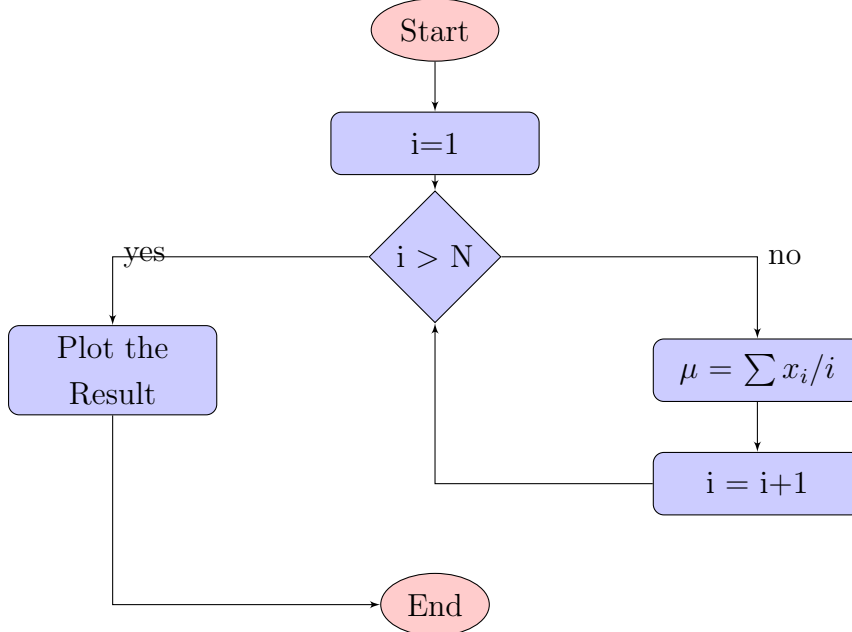 Start
i=1
i > N
yes
no
Plot the
Result
μ = ∑ x_i/i
i = i+1
End